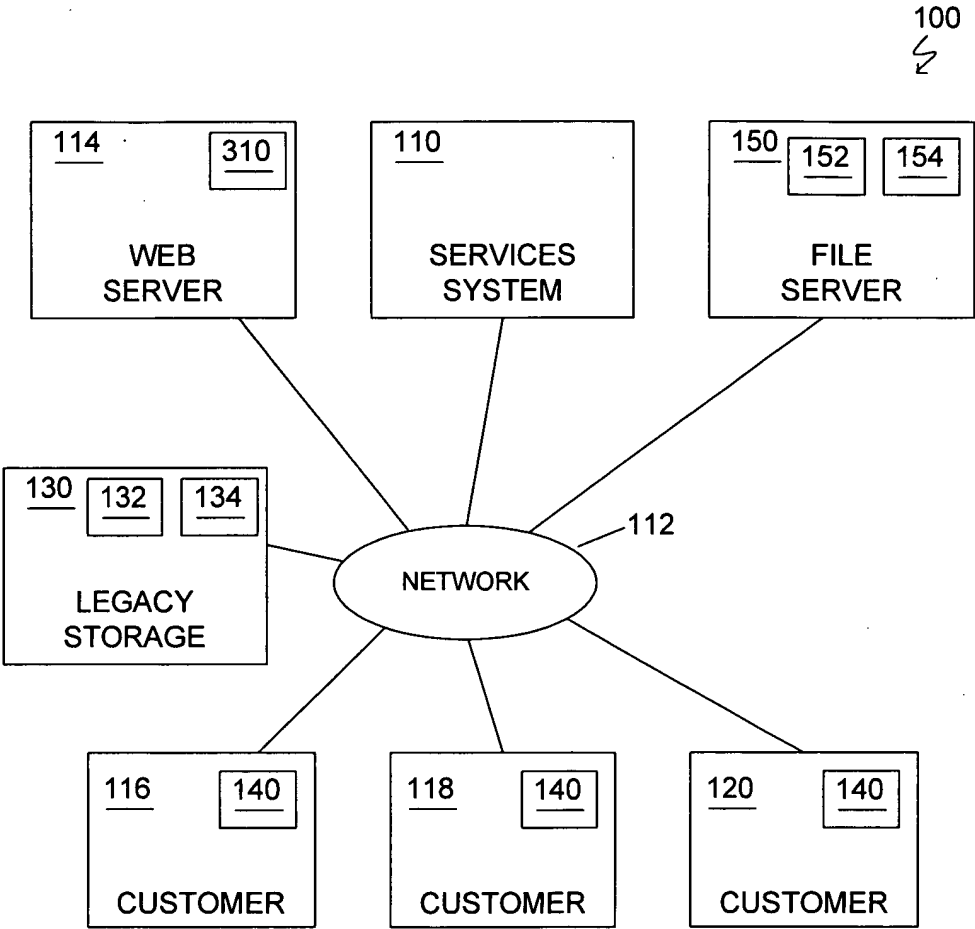 100
114 310
WEB
SERVER
110
SERVICES
SYSTEM
150 152 154
FILE
SERVER
130 132 134
LEGACY
STORAGE
NETWORK
112
116 140
CUSTOMER
118 140
CUSTOMER
120 140
CUSTOMER